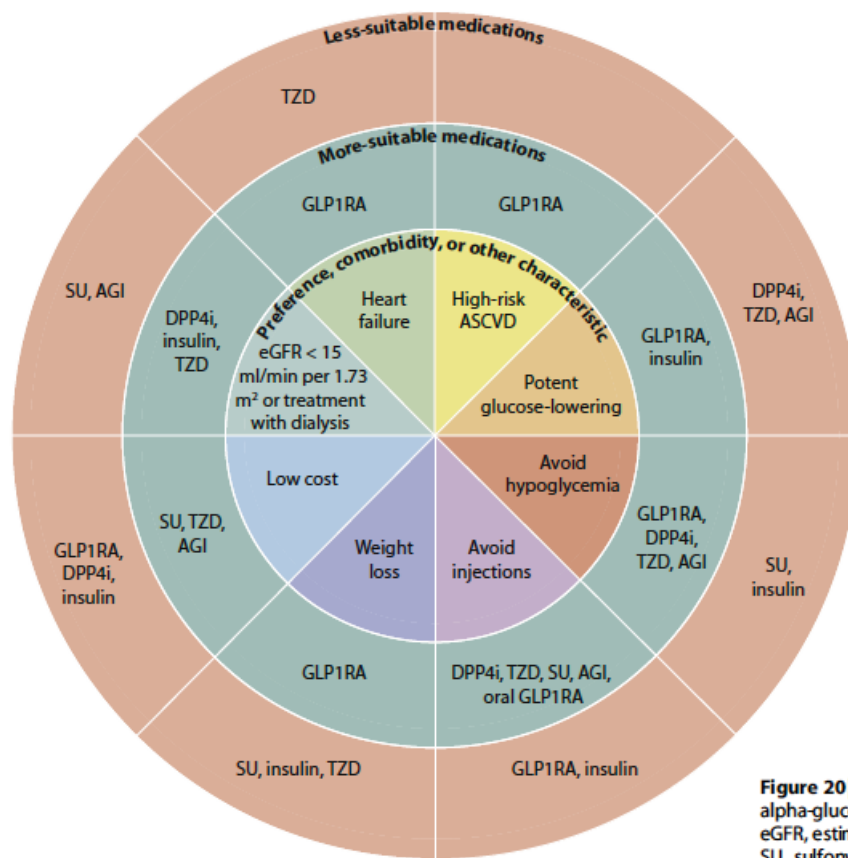 Less-suitable medications
TZD
More-suitable medications
GLP1RA
GLP1RA
Preference, comorbidity, or other characteristic
Heart
failure
High-risk
ASCVD
SU, AGI
DPP4i,
insulin,
TZD
eGFR < 15
ml/min per 1.73
m² or treatment
with dialysis
Potent
glucose-lowering
GLP1RA,
insulin
DPP4i,
TZD, AGI
GLP1RA,
DPP4i,
insulin
SU, TZD,
AGI
Low cost
Avoid
hypoglycemia
GLP1RA,
DPP4i,
TZD, AGI
SU,
insulin
Weight
loss
Avoid
injections
GLP1RA
DPP4i, TZD, SU, AGI,
oral GLP1RA
SU, insulin, TZD
GLP1RA, insulin
Figure 20
alpha-gluc
eGFR, estin